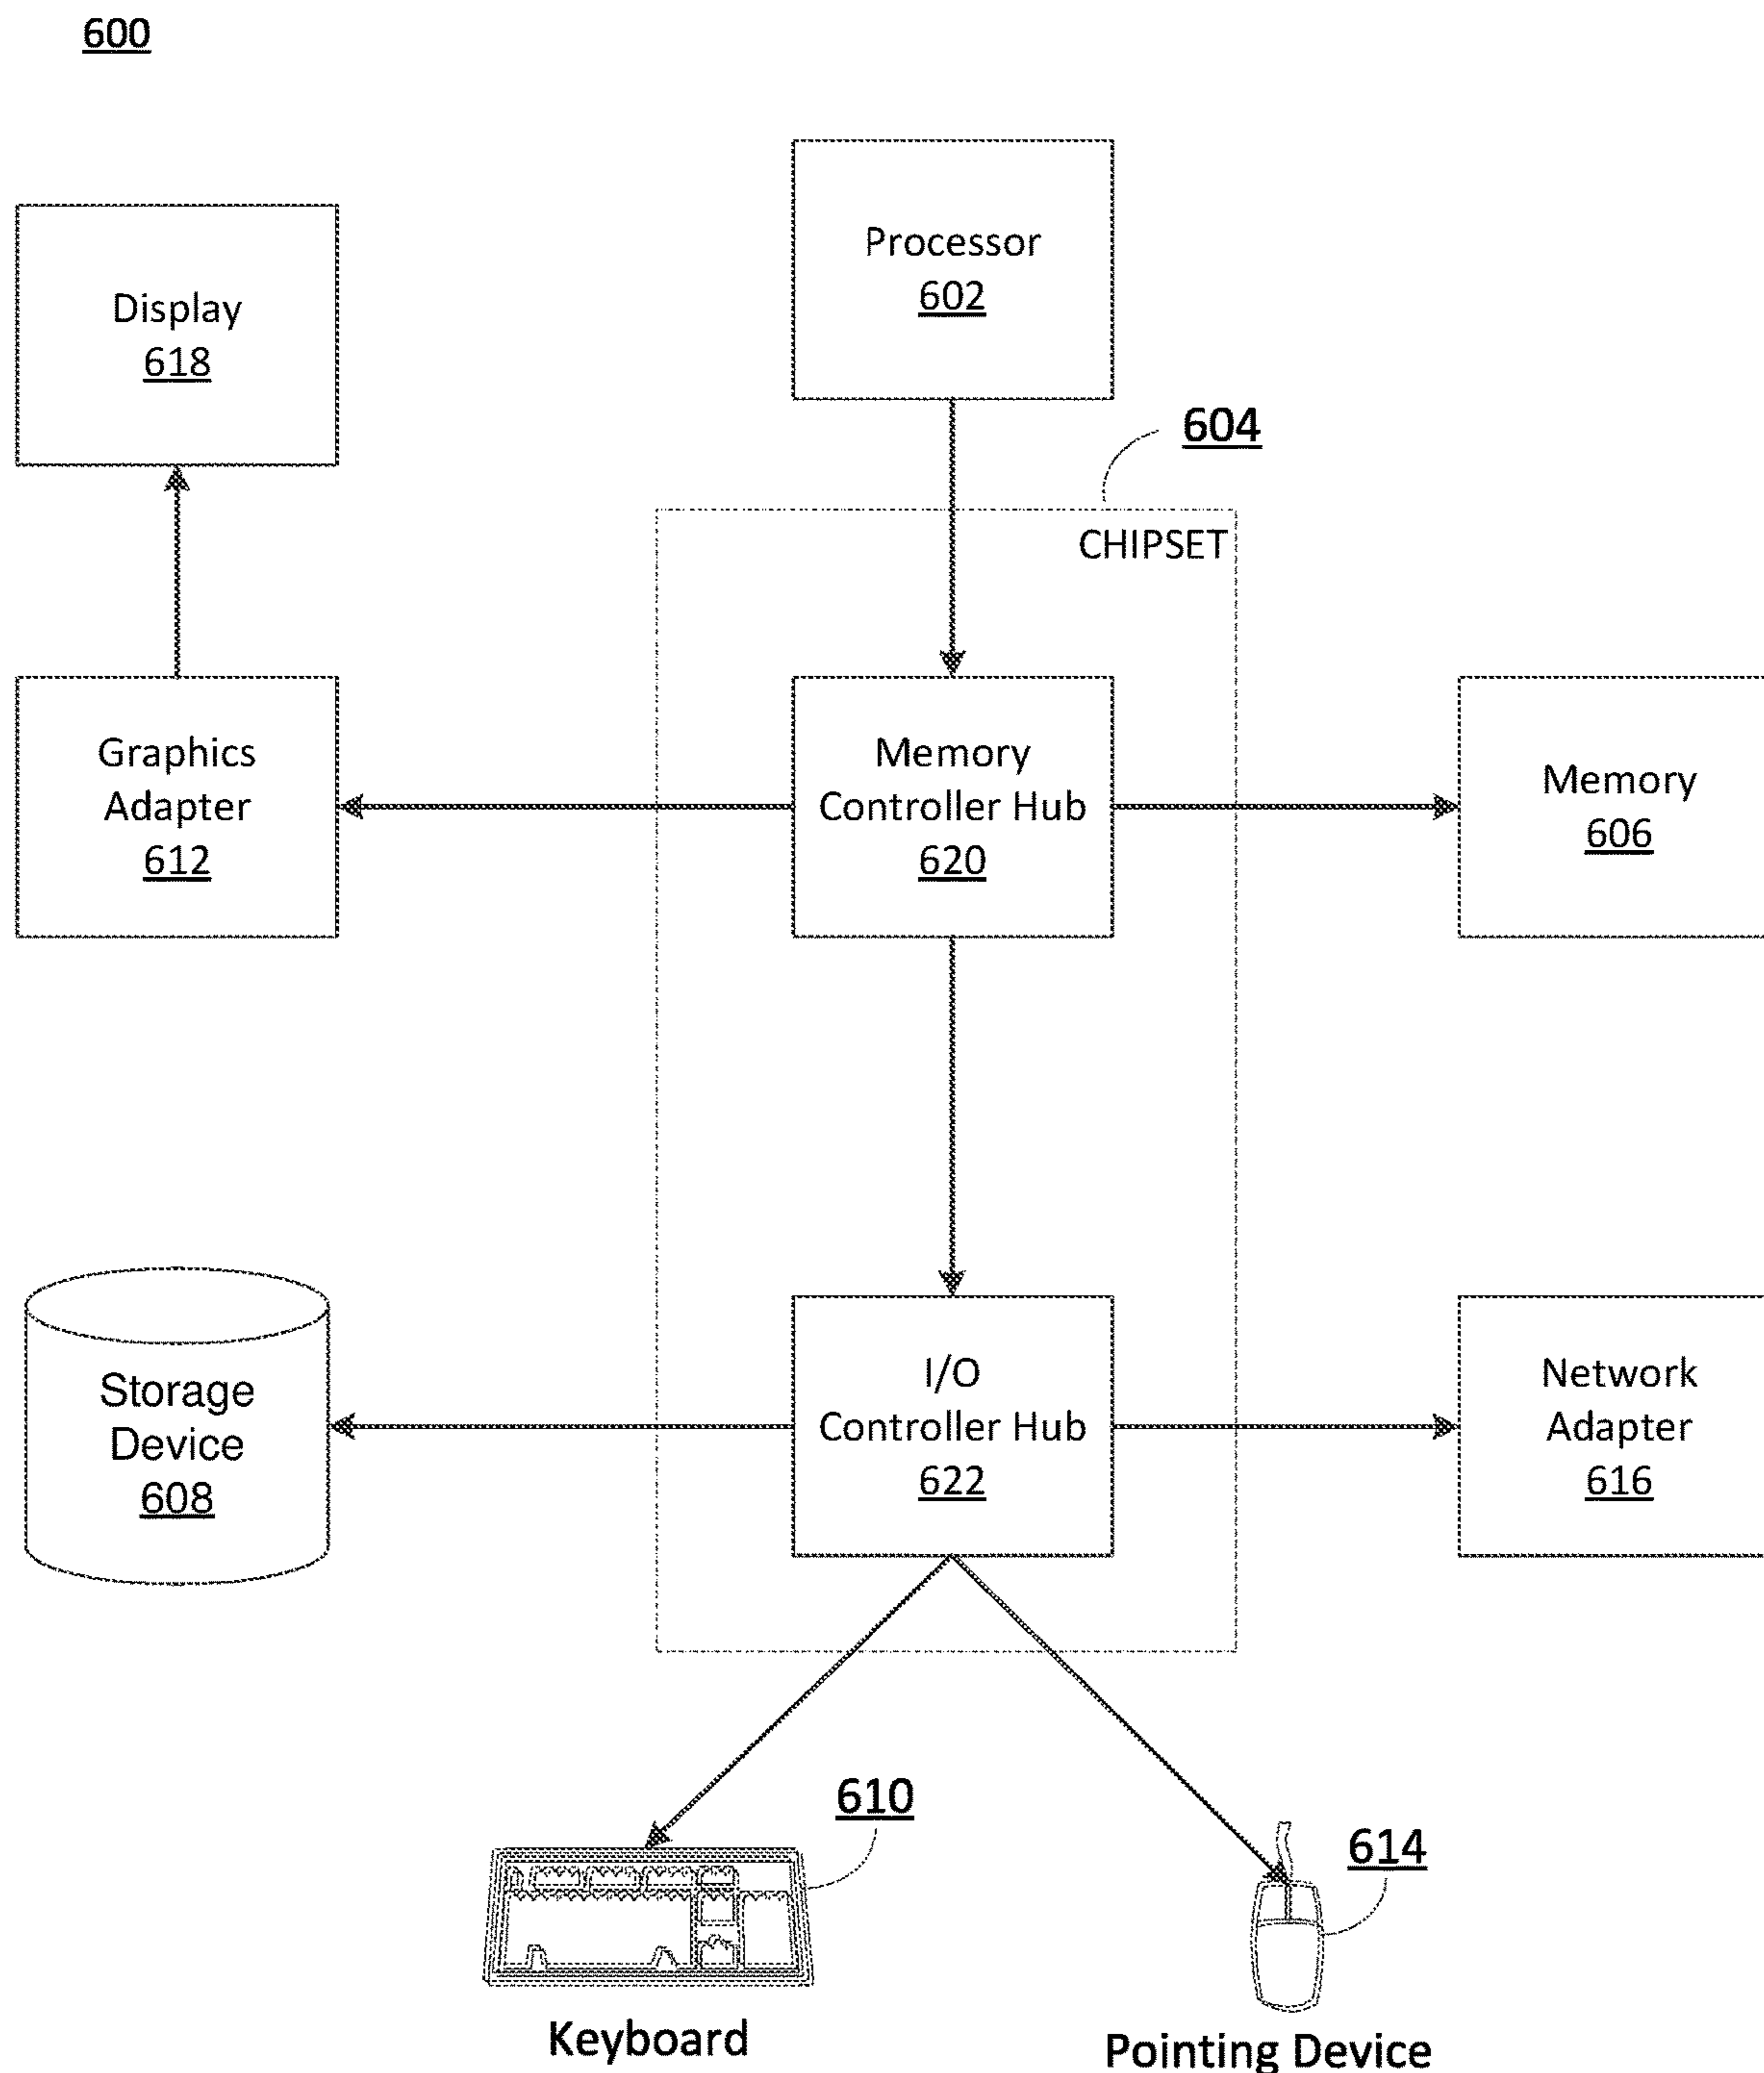 600
Processor
602
Display
618
604
CHIPSET
Graphics
Adapter
612
Memory
Controller Hub
620
Memory
606
Storage
Device
608
I/O
Controller Hub
622
Network
Adapter
616
610
614
Keyboard
Pointing Device